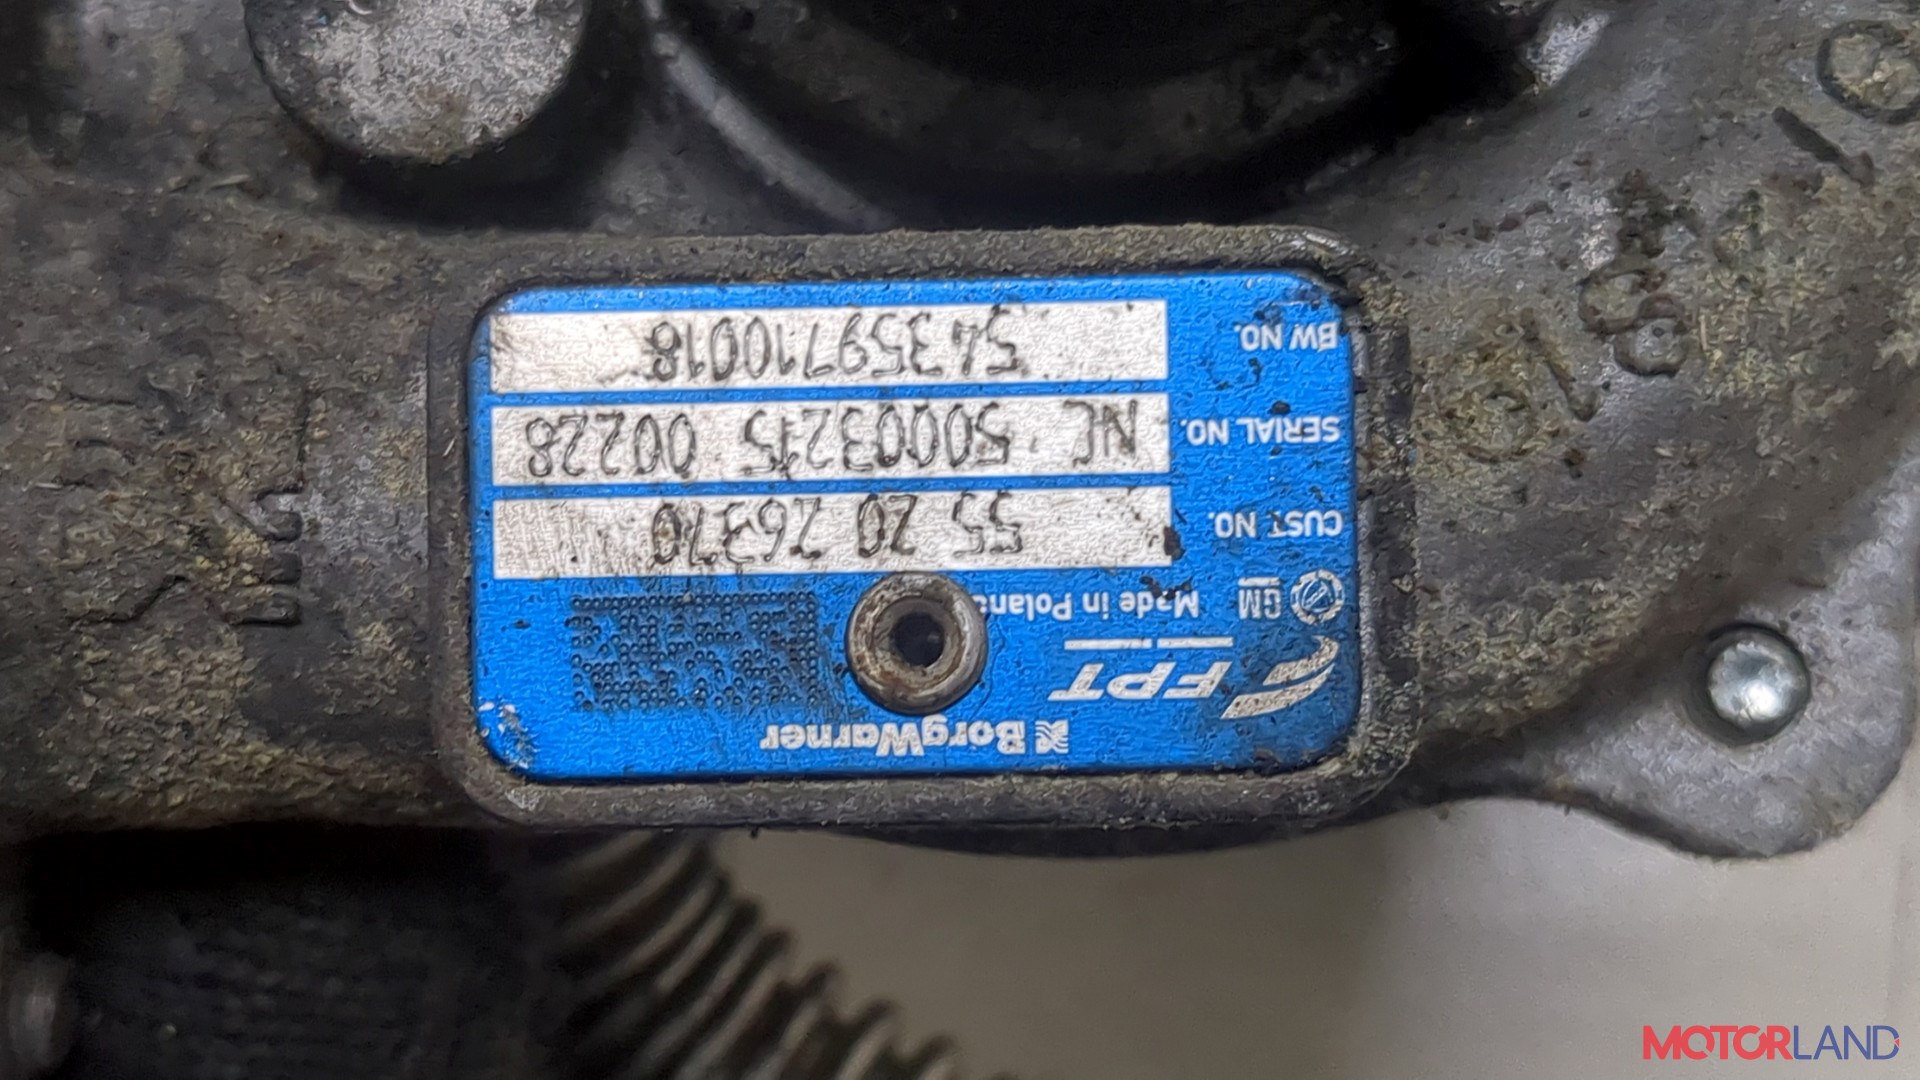 BorgWarner
FPT
GM Made in Poland
CUST NO. 55 20 26370
SERIAL NO. NC 50003215 00228
BW NO. 54359710018
MOTORLAND